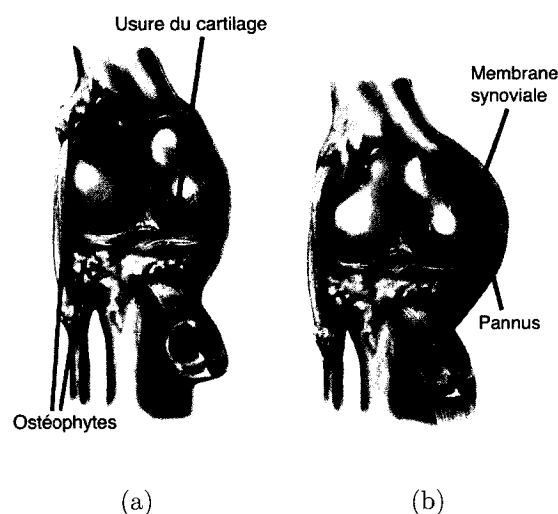 Usure du cartilage
Membrane
synoviale
Pannus
Ostéophytes
(a)
(b)